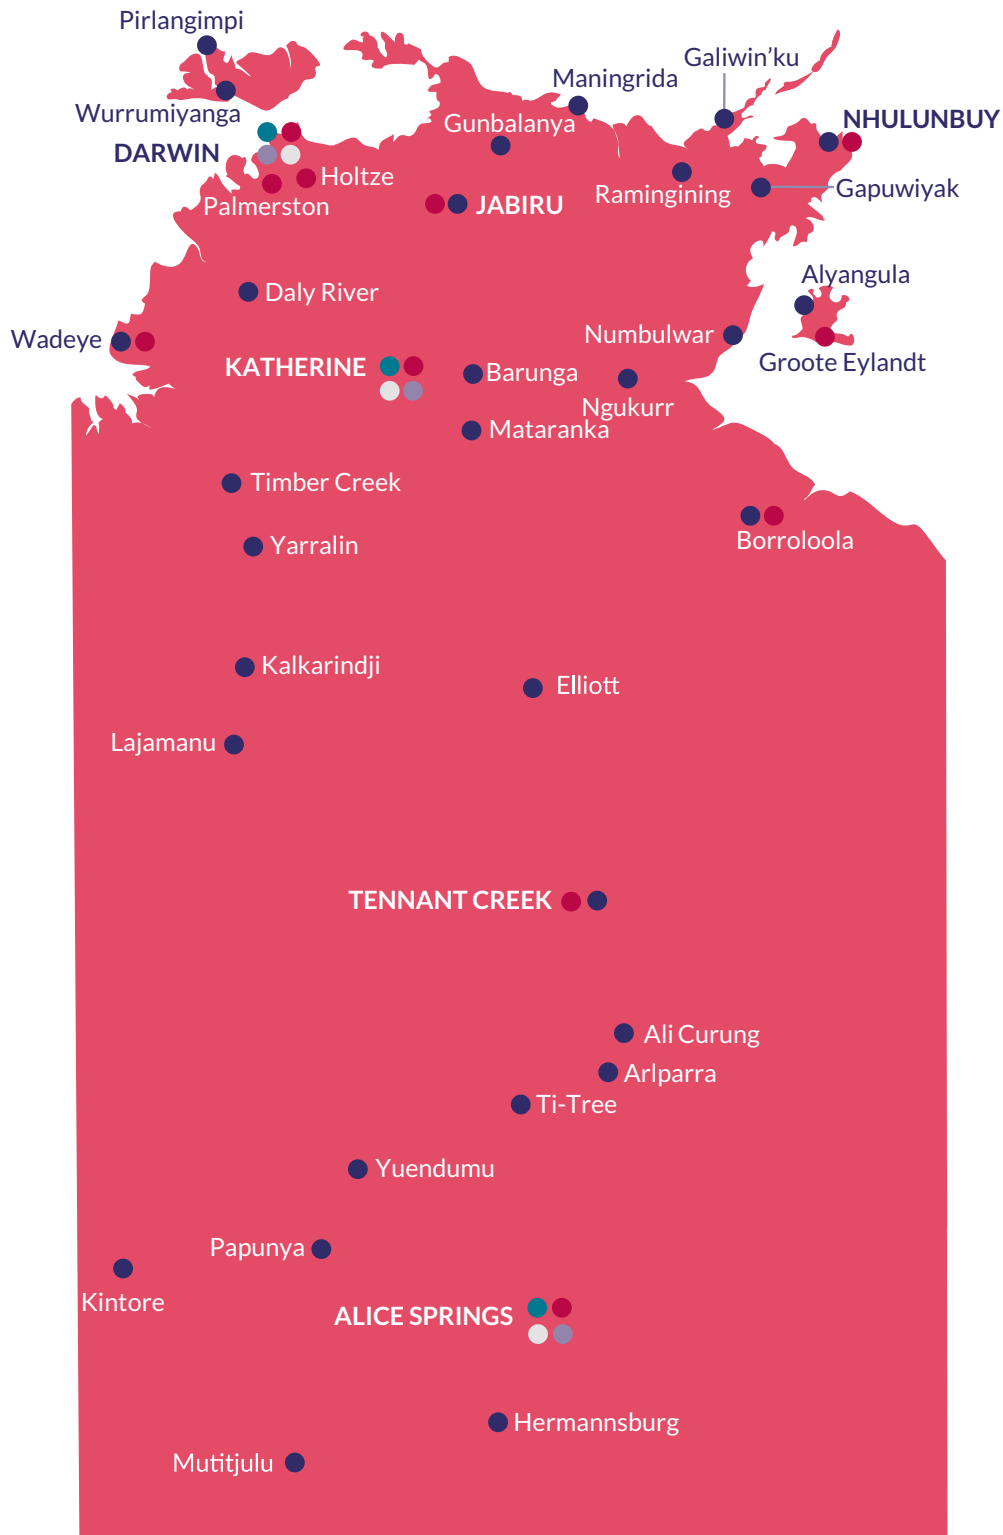 Pirlangimpi
Galiwin’ku
Maningrida
Wurrumiyanga
NHULUNBUY
Gunbalanya
DARWIN
Holtze
Ramingining
Gapuwiyak
Palmerston
JABIRU
Alyangula
Daly River
Numbulwar
Wadeye
Groote Eylandt
KATHERINE
Barunga
Ngukurr
Mataranka
Timber Creek
Borroloola
Yarralin
Kalkarindji
Elliott
Lajamanu
TENNANT CREEK
Ali Curung
Arlparra
Ti-Tree
Yuendumu
Papunya
Kintore
ALICE SPRINGS
Hermannsburg
Mutitjulu